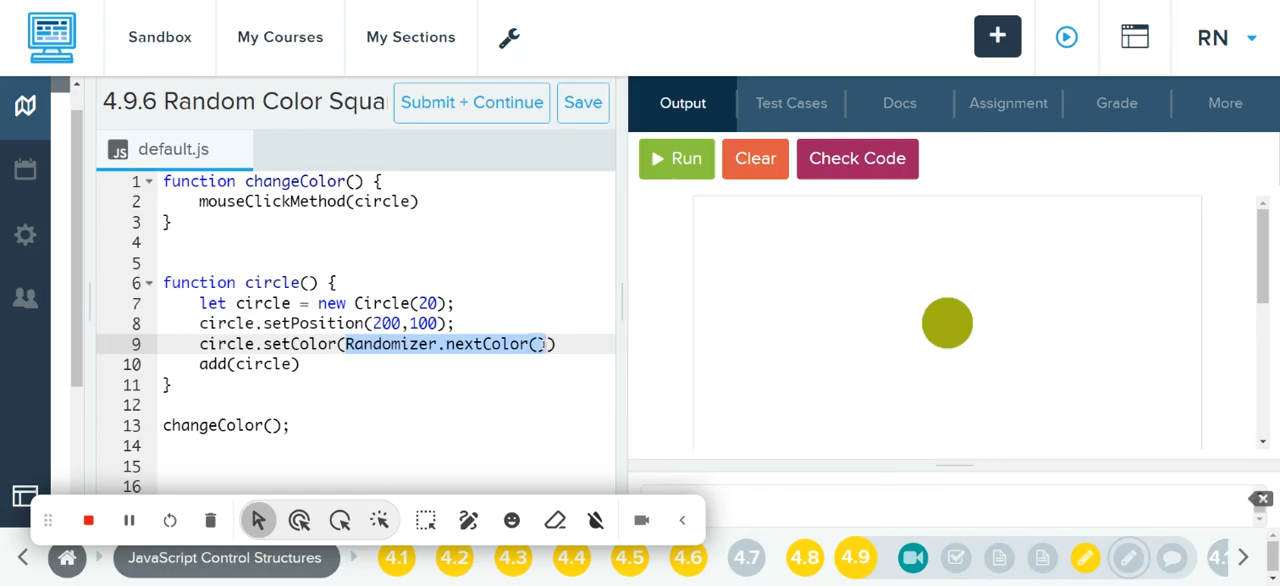 Sandbox
My Courses
My Sections
+
RN
4.9.6 Random Color Squa
Submit + Continue
Save
JS default.js
Output
Test Cases
Docs
Assignment
Grade
More
Run
Clear
Check Code
1 function changeColor() {
2 mouseClickMethod(circle)
3 }
4
5
6 function circle() {
7 let circle = new Circle(20);
8 circle.setPosition(200,100);
9 circle.setColor(Randomizer.nextColor())
10 add(circle)
11 }
12
13 changeColor();
14
15
16
JavaScript Control Structures
4.1
4.2
4.3
4.4
4.5
4.6
4.7
4.8
4.9
4.1